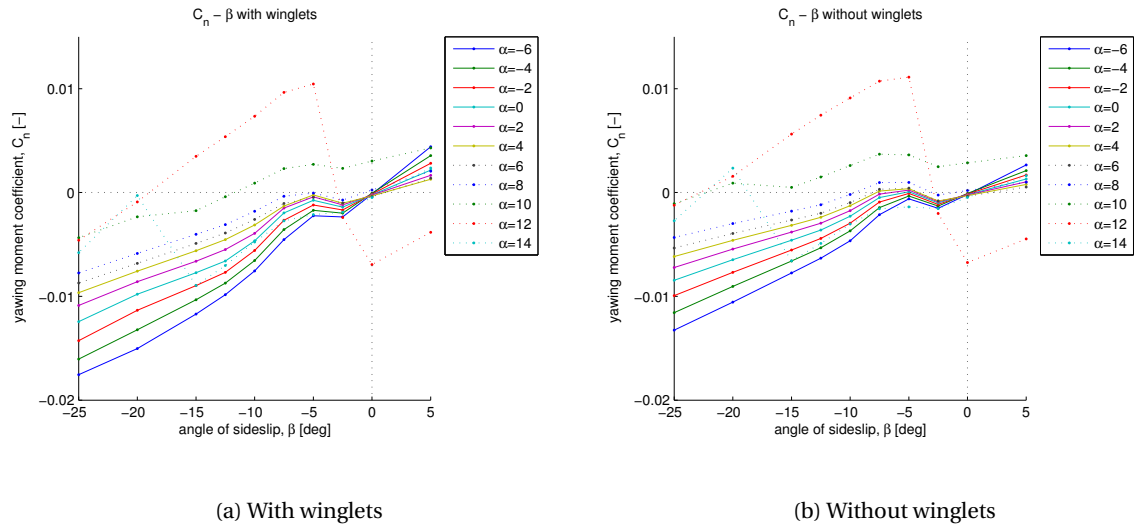 C_n − β with winglets
yawing moment coefficient, C_n [−]
0.01
0
−0.01
−0.02
−25 −20 −15 −10 −5 0 5
angle of sideslip, β [deg]
α=−6
α=−4
α=−2
α=0
α=2
α=4
α=6
α=8
α=10
α=12
α=14
(a) With winglets
C_n − β without winglets
yawing moment coefficient, C_n [−]
0.01
0
−0.01
−0.02
−25 −20 −15 −10 −5 0 5
angle of sideslip, β [deg]
α=−6
α=−4
α=−2
α=0
α=2
α=4
α=6
α=8
α=10
α=12
α=14
(b) Without winglets